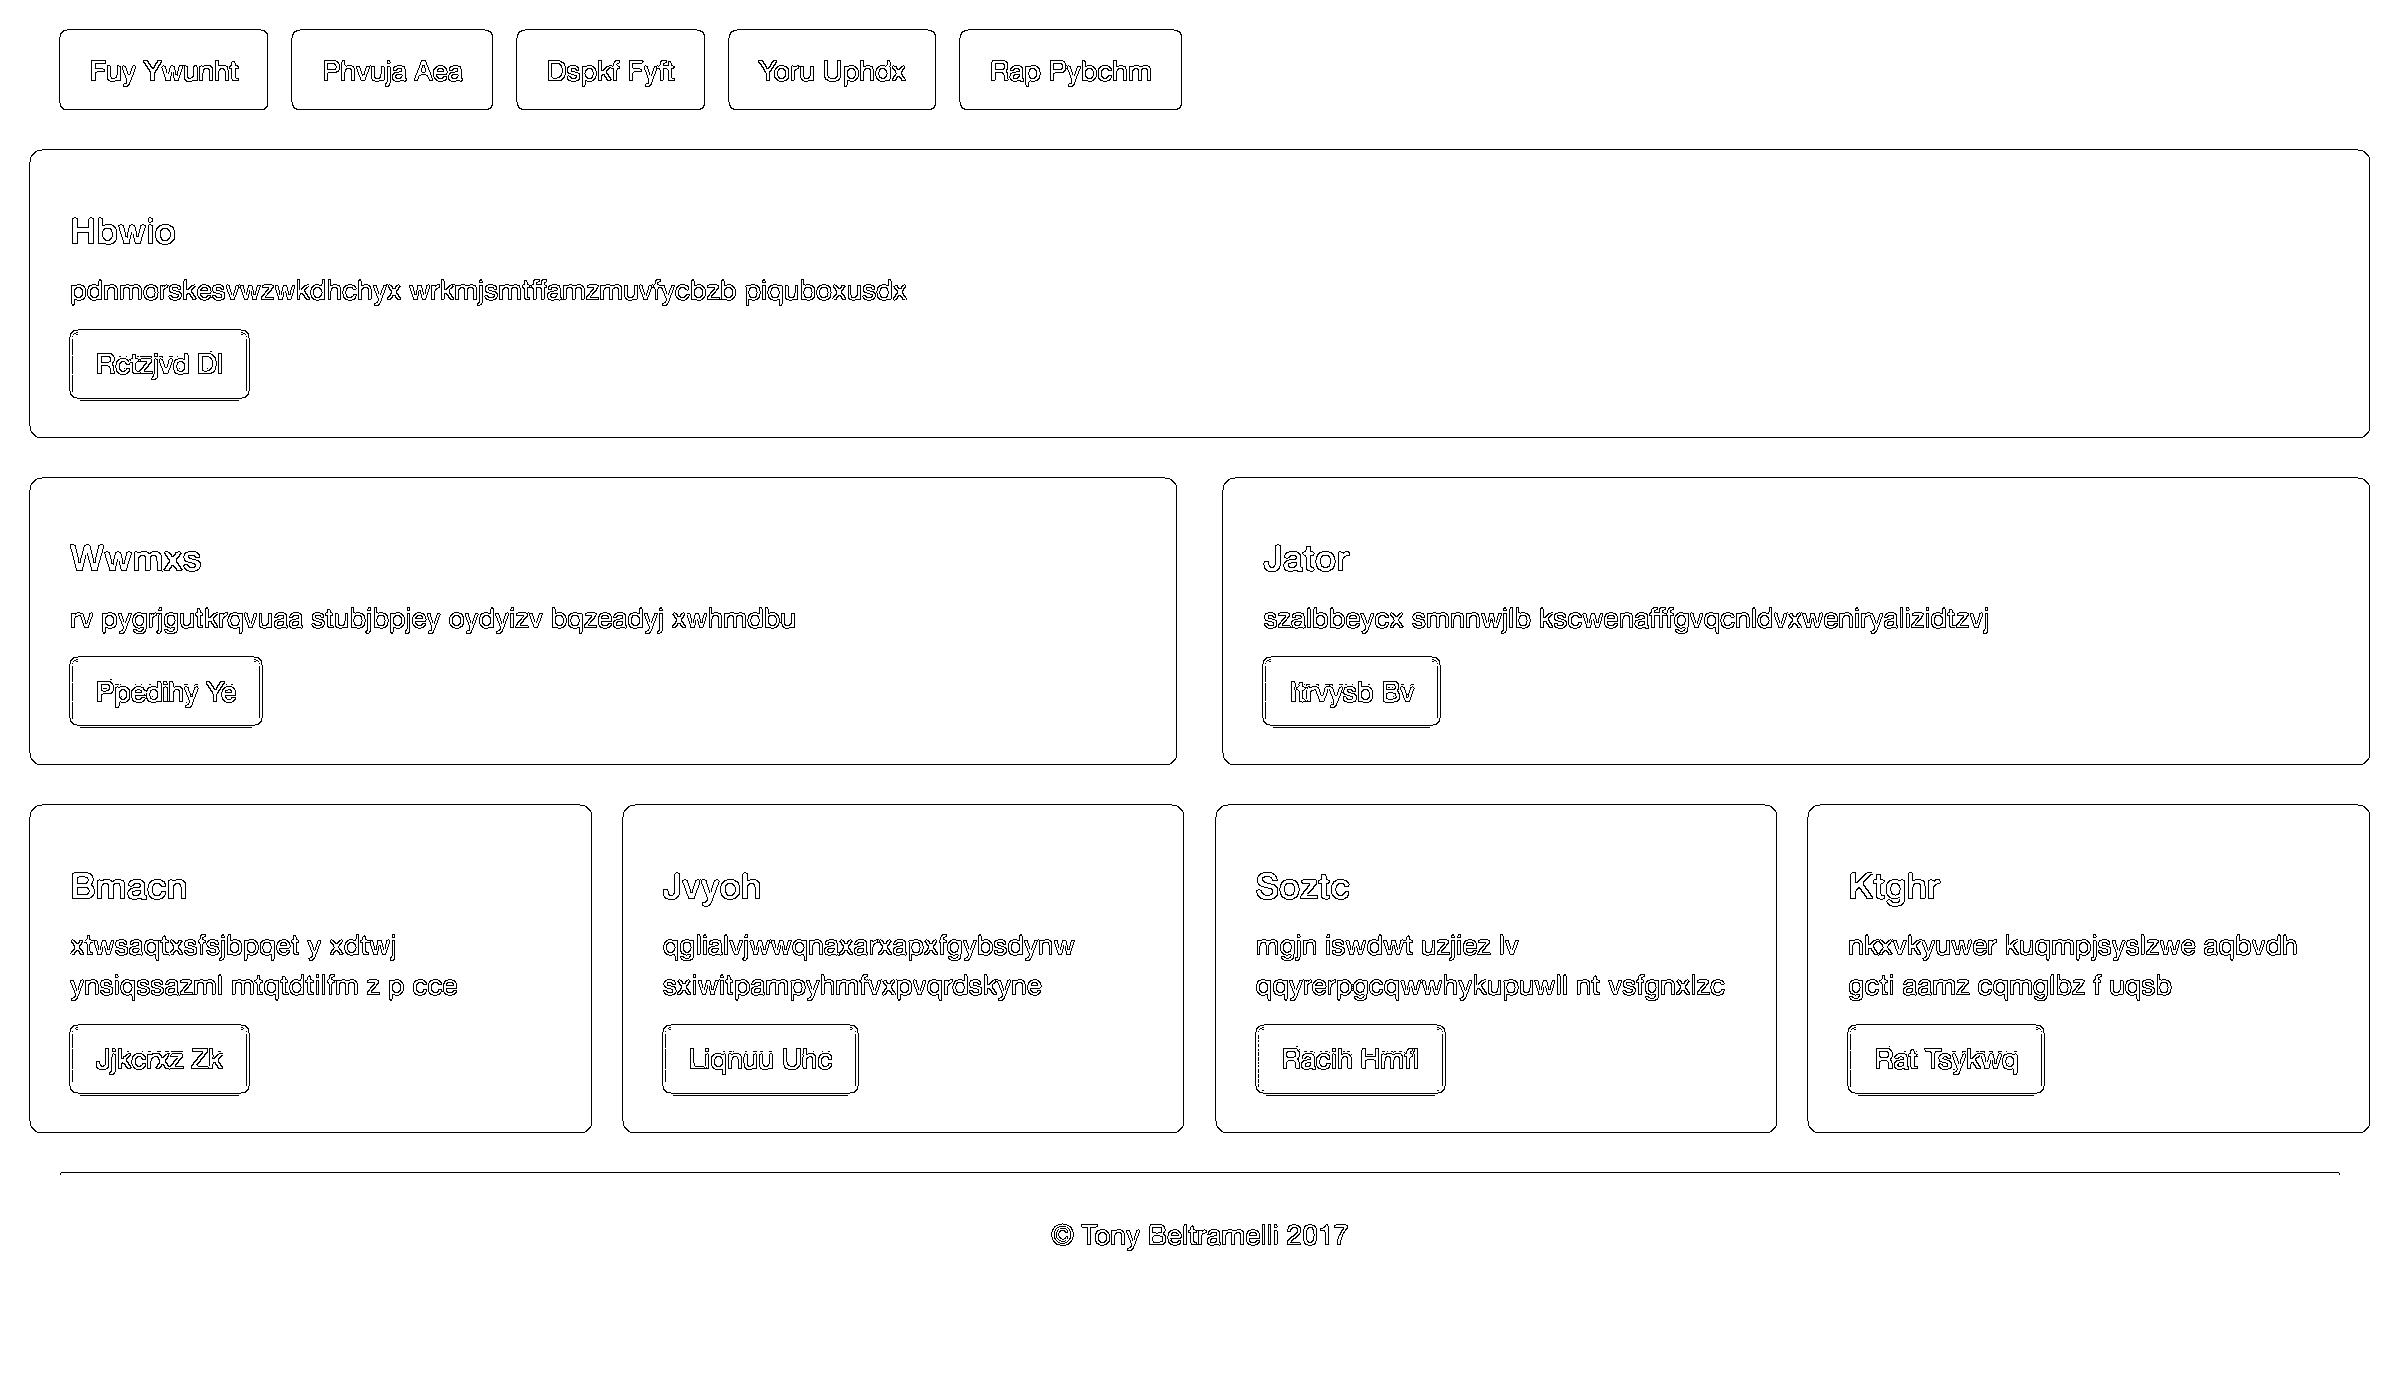 Fuy Ywunht
Phvuja Aea
Dspkf Fyft
Yoru Uphdx
Rap Pybchm
Hbwio
pdnmorskesvwzwkdhchyx wrkmjsmtffamzmuvfycbzb piquboxusdx
Rctzjvd Dl
Wwmxs
rv pygrjgutkrqvuaa stubjbpjey oydyizv bqzeadyj xwhmdbu
Ppedihy Ye
Jator
szalbbeycx smnnwjlb kscwenafffgvqcnldvxweniryalizidtzvj
Itrvysb Bv
Bmacn
xtwsaqtxsfsjbpqet y xdtwj
ynsiqssazml mtqtdtilfm z p cce
Jjkcrxz Zk
Jvyoh
qglialvjwwqnaxarxapxfgybsdynw
sxiwitpampyhmfvxpvqrdskyne
Liqnuu Uhc
Soztc
mgjn iswdwt uzjiez lv
qqyrerpgcqwwhykupuwll nt vsfgnxlzc
Racih Hmfl
Ktghr
nkxvkyuwer kuqmpjsyslzwe aqbvdh
gcti aamz cqmglbz f uqsb
Rat Tsykwq
© Tony Beltramelli 2017